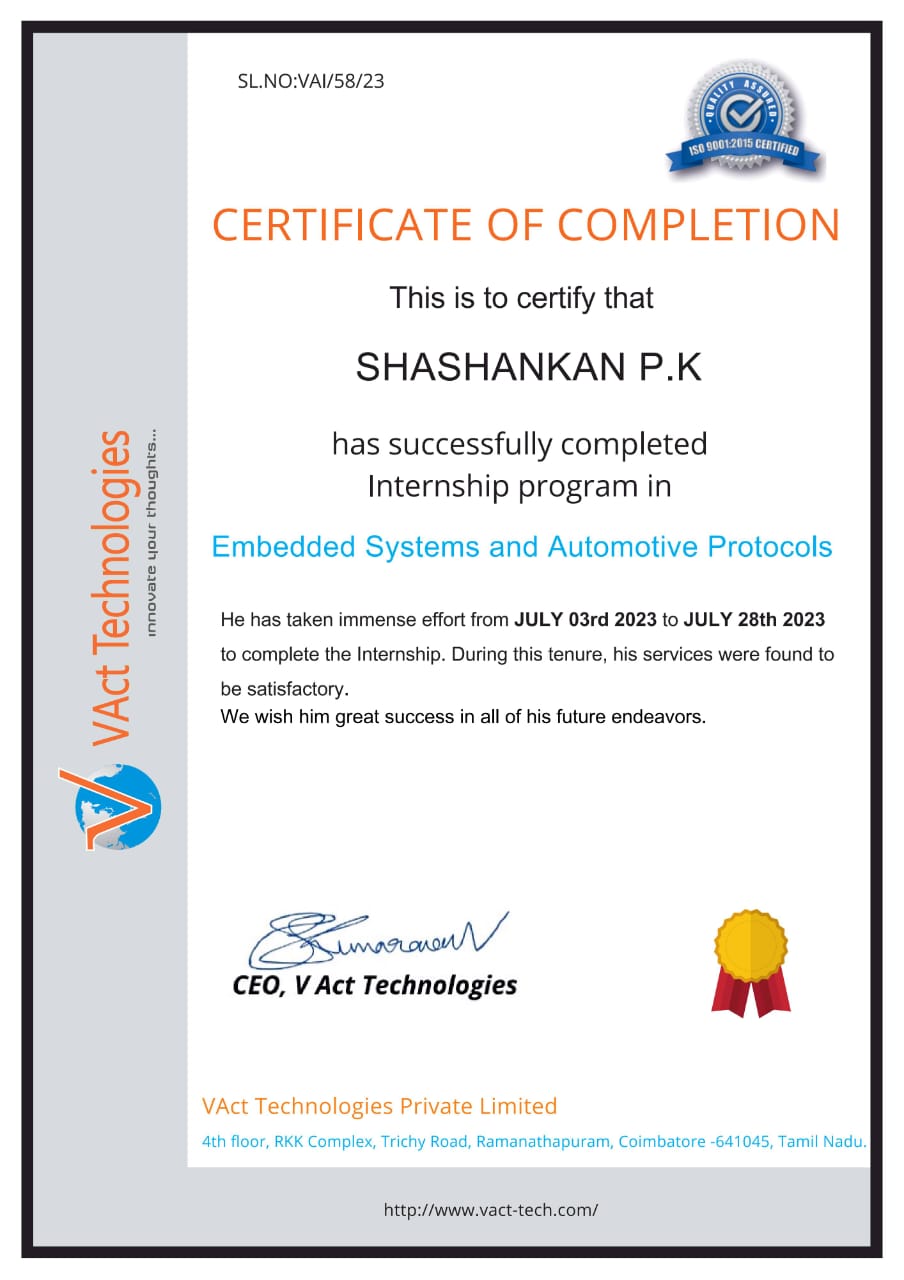 SL.NO:VAI/58/23
QUALITY ASSURED
ISO 9001:2015 CERTIFIED
CERTIFICATE OF COMPLETION
This is to certify that
SHASHANKAN P.K
has successfully completed
Internship program in
Embedded Systems and Automotive Protocols
He has taken immense effort from JULY 03rd 2023 to JULY 28th 2023
to complete the Internship. During this tenure, his services were found to
be satisfactory.
We wish him great success in all of his future endeavors.
VAct Technologies
innovate your thoughts...
CEO, V Act Technologies
VAct Technologies Private Limited
4th floor, RKK Complex, Trichy Road, Ramanathapuram, Coimbatore -641045, Tamil Nadu.
http://www.vact-tech.com/